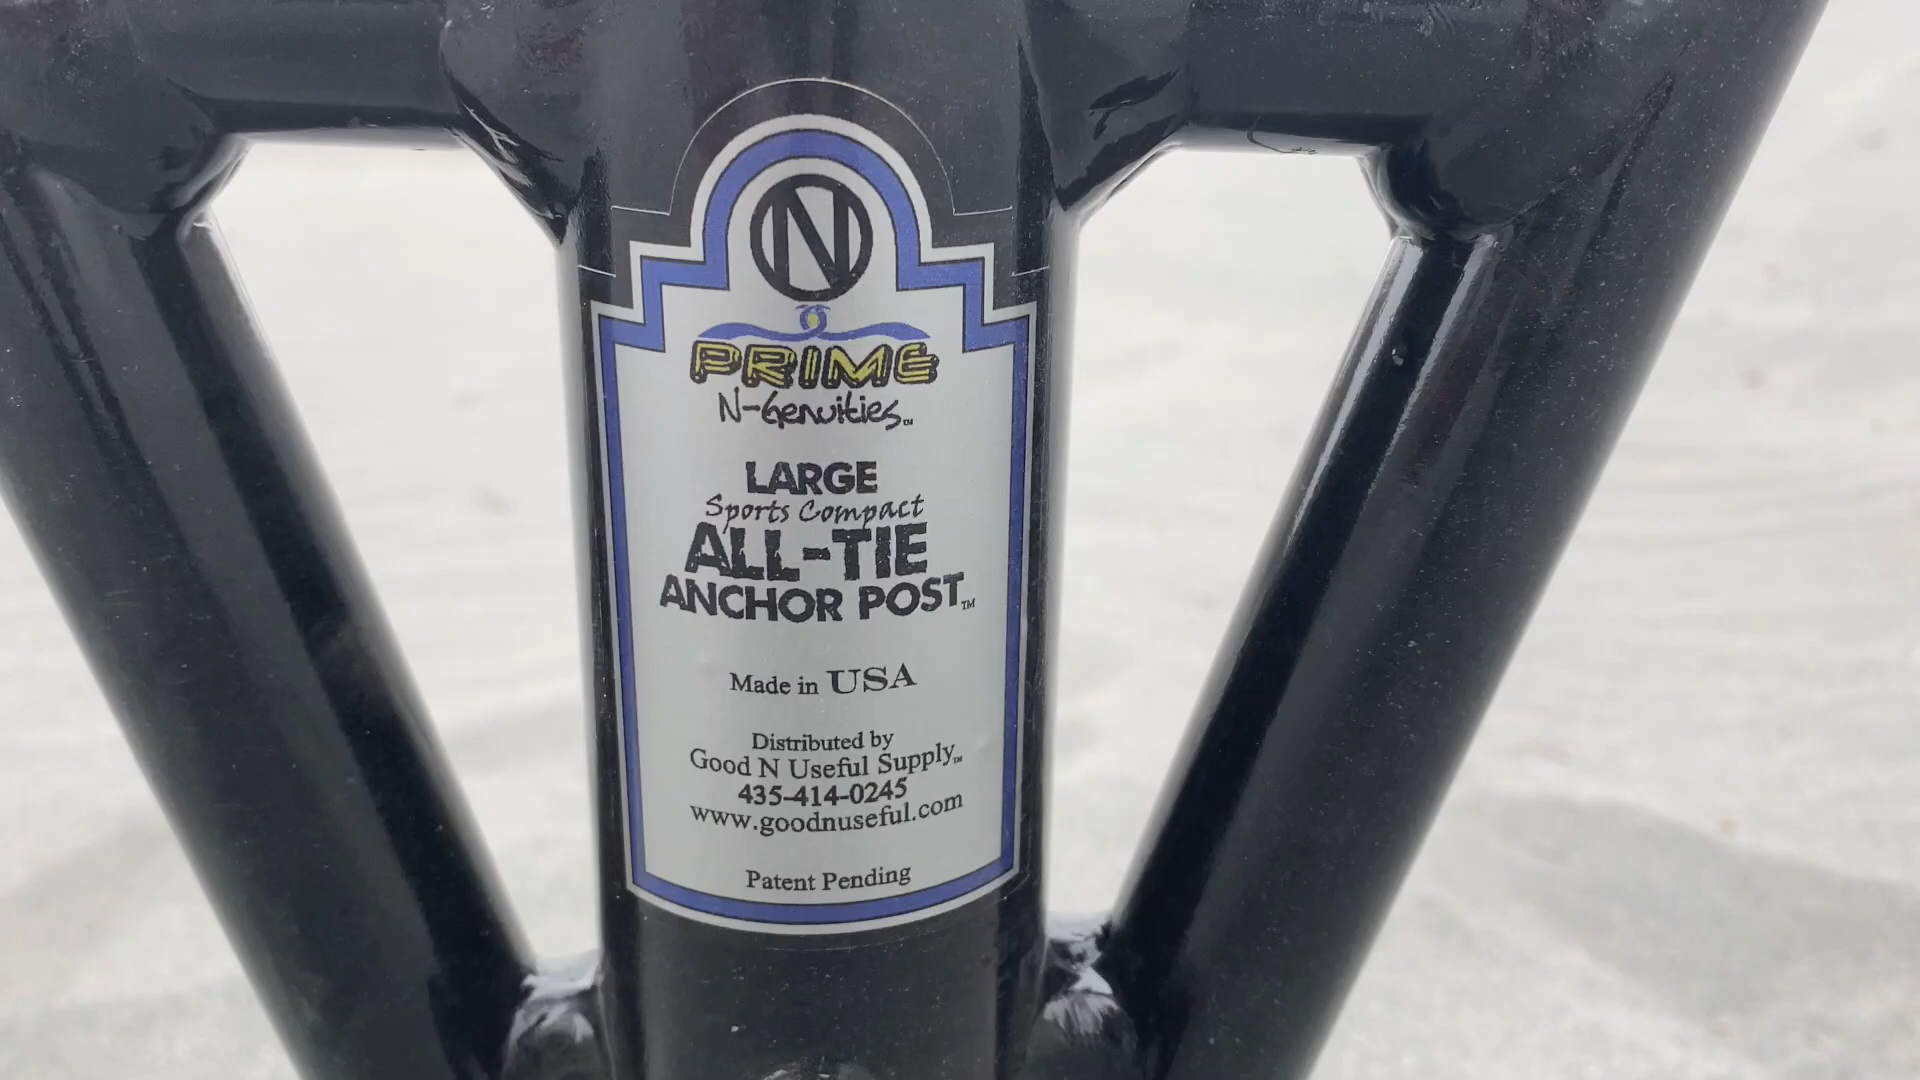 N
PRIME
N-Genuities™
LARGE
Sports Compact
ALL-TIE
ANCHOR POST™
Made in USA
Distributed by
Good N Useful Supply™
435-414-0245
www.goodnuseful.com
Patent Pending